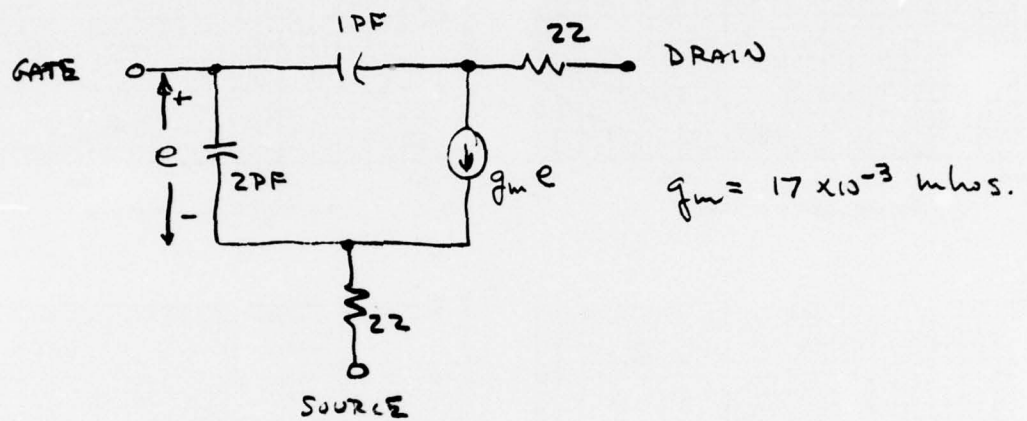 1PF
22
GATE
DRAIN
+
e
2PF
gm e
gm = 17 x10-3 mhos.
-
22
SOURCE